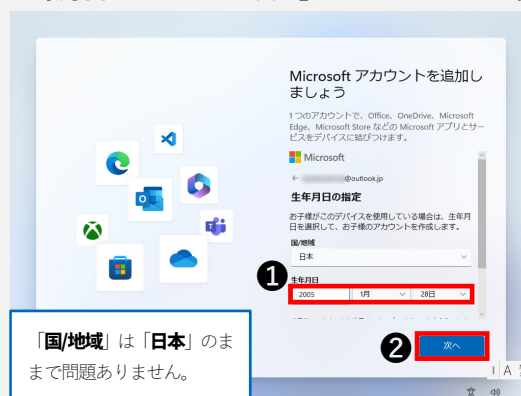 Microsoft アカウントを追加し
ましょう
1 つのアカウントで、Office、OneDrive、Microsoft
Edge、Microsoft Store などの Microsoft アプリとサー
ビスをデバイスに結びつけます。
Microsoft
← @outlook.jp
生年月日の指定
お子様がこのデバイスを使用している場合は、生年月
日を選択して、お子様のアカウントを作成します。
国/地域
日本
❶
生年月日
2005 1月 28日
❷ 次へ
「国/地域」は「日本」のま
まで問題ありません。
A